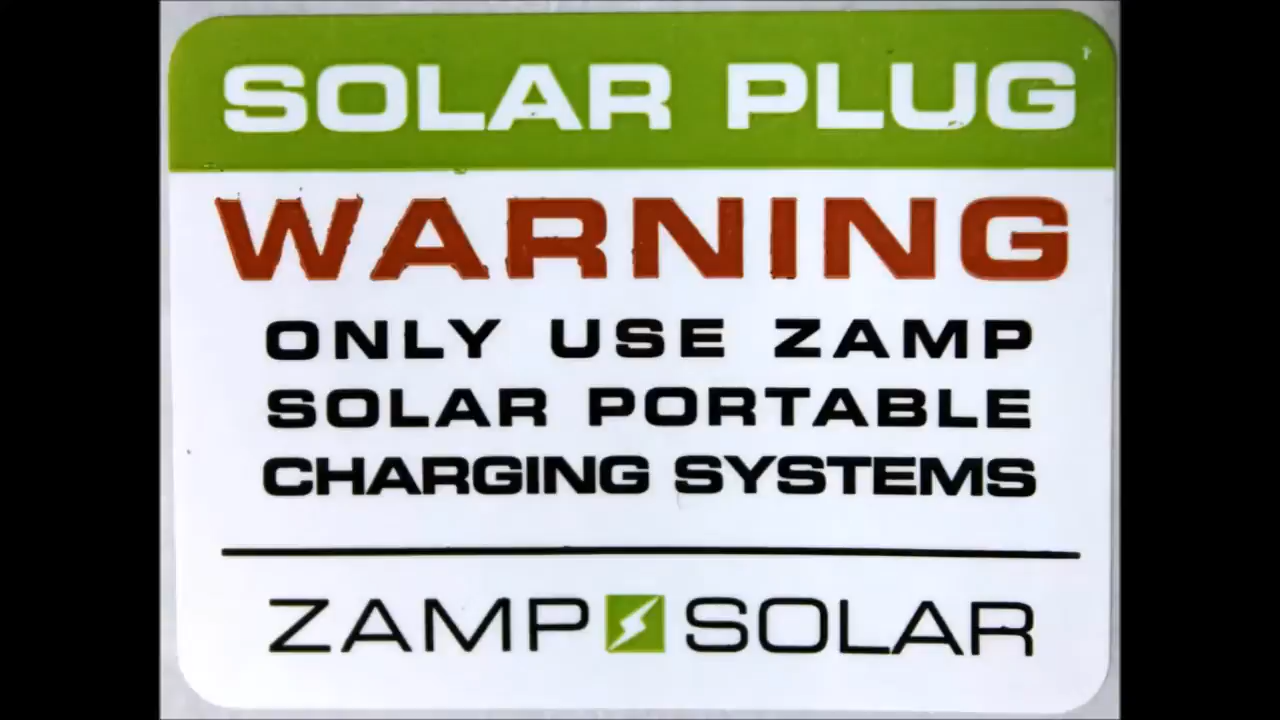 SOLAR PLUG
WARNING
ONLY USE ZAMP
SOLAR PORTABLE
CHARGING SYSTEMS
ZAMP SOLAR